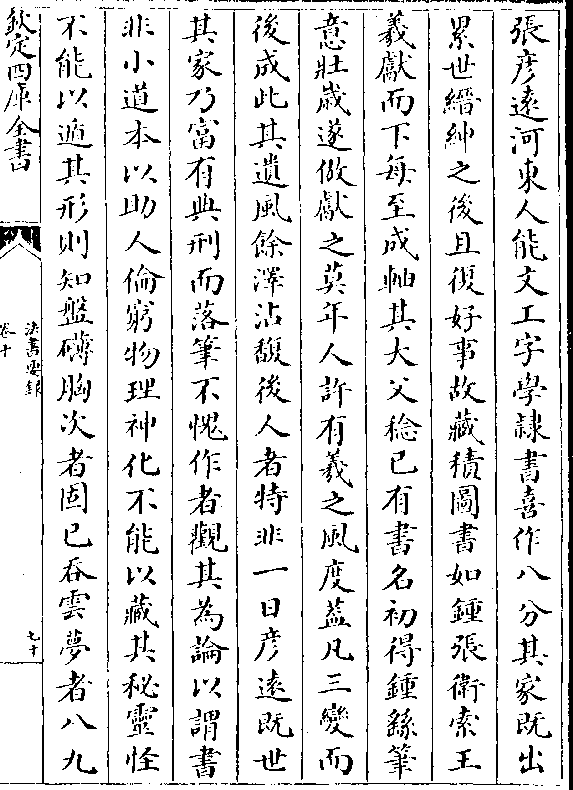 張彦逺河東人能文工字學隸書喜作八分其家既出
累世縉紳之後且復好事故藏積圖書如鍾張衛索王
羲獻而下每至成軸其大父稔已有書名初得鍾繇筆
意壯歳遂倣獻之莫年人許有羲之風度葢凡三變而
後成此其遺風餘澤沾馥後人者特非一日彦逺既世
其家乃富有典刑而落筆不愧作者觀其為論以謂書
非小道本以助人倫窮物理神化不能以藏其秘靈怪
不能以遁其形則知盤礴胸次者固已吞雲夢者八九
欽定四庫全書
法書要録
卷十
七十